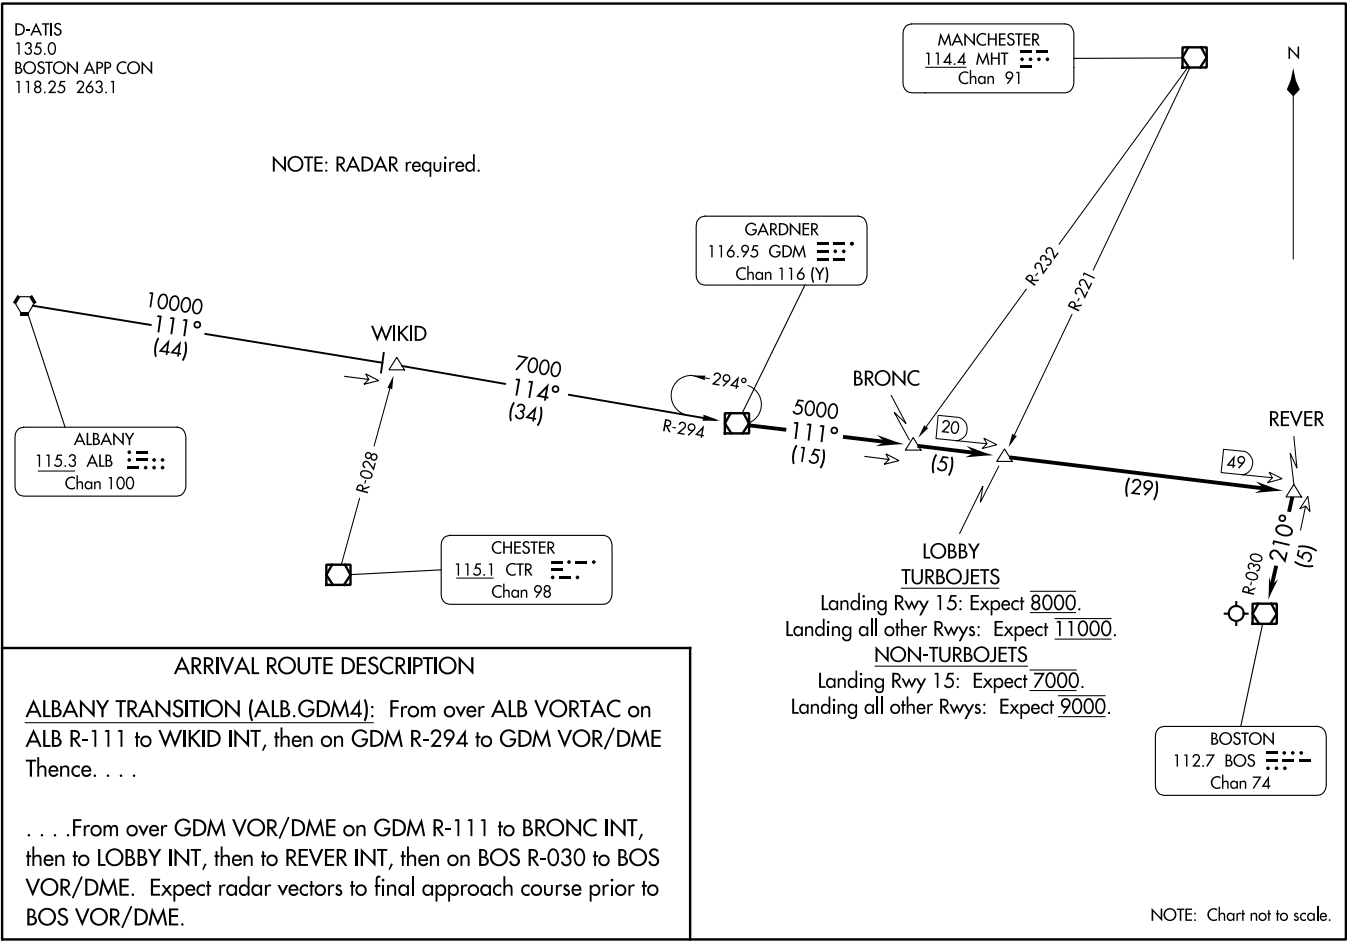 D-ATIS
135.0
BOSTON APP CON
118.25 263.1
NOTE: RADAR required.
MANCHESTER
114.4 MHT
Chan 91
N
GARDNER
116.95 GDM
Chan 116 (Y)
R-232
R-221
10000
111°
(44)
WIKID
7000
114°
(34)
294°
R-294
5000
111°
(15)
BRONC
20
(5)
REVER
49
(29)
ALBANY
115.3 ALB
Chan 100
R-028
CHESTER
115.1 CTR
Chan 98
210°
(5)
R-030
LOBBY
TURBOJETS
Landing Rwy 15: Expect 8000.
Landing all other Rwys: Expect 11000.
NON-TURBOJETS
Landing Rwy 15: Expect 7000.
Landing all other Rwys: Expect 9000.
BOSTON
112.7 BOS
Chan 74
ARRIVAL ROUTE DESCRIPTION
ALBANY TRANSITION (ALB.GDM4): From over ALB VORTAC on
ALB R-111 to WIKID INT, then on GDM R-294 to GDM VOR/DME
Thence. . . .
. . . .From over GDM VOR/DME on GDM R-111 to BRONC INT,
then to LOBBY INT, then to REVER INT, then on BOS R-030 to BOS
VOR/DME. Expect radar vectors to final approach course prior to
BOS VOR/DME.
NOTE: Chart not to scale.